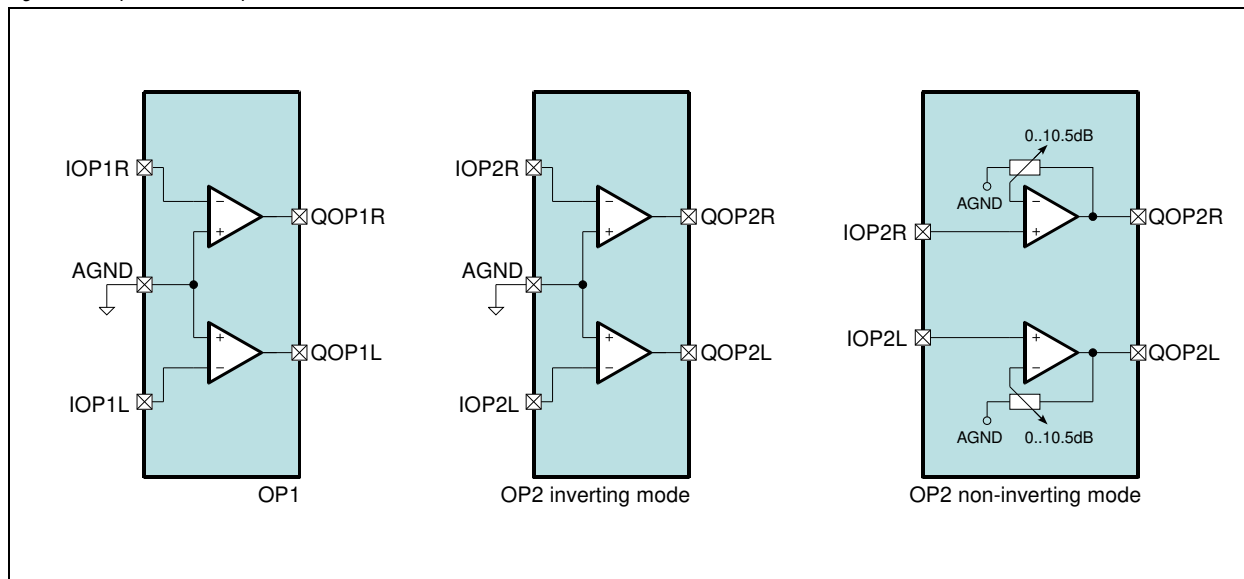 IOP1R
AGND
IOP1L
−
+
+
−
QOP1R
QOP1L
OP1
IOP2R
AGND
IOP2L
−
+
+
−
QOP2R
QOP2L
OP2 inverting mode
0..10.5dB
AGND
IOP2R
−
+
QOP2R
IOP2L
+
−
QOP2L
AGND
0..10.5dB
OP2 non-inverting mode